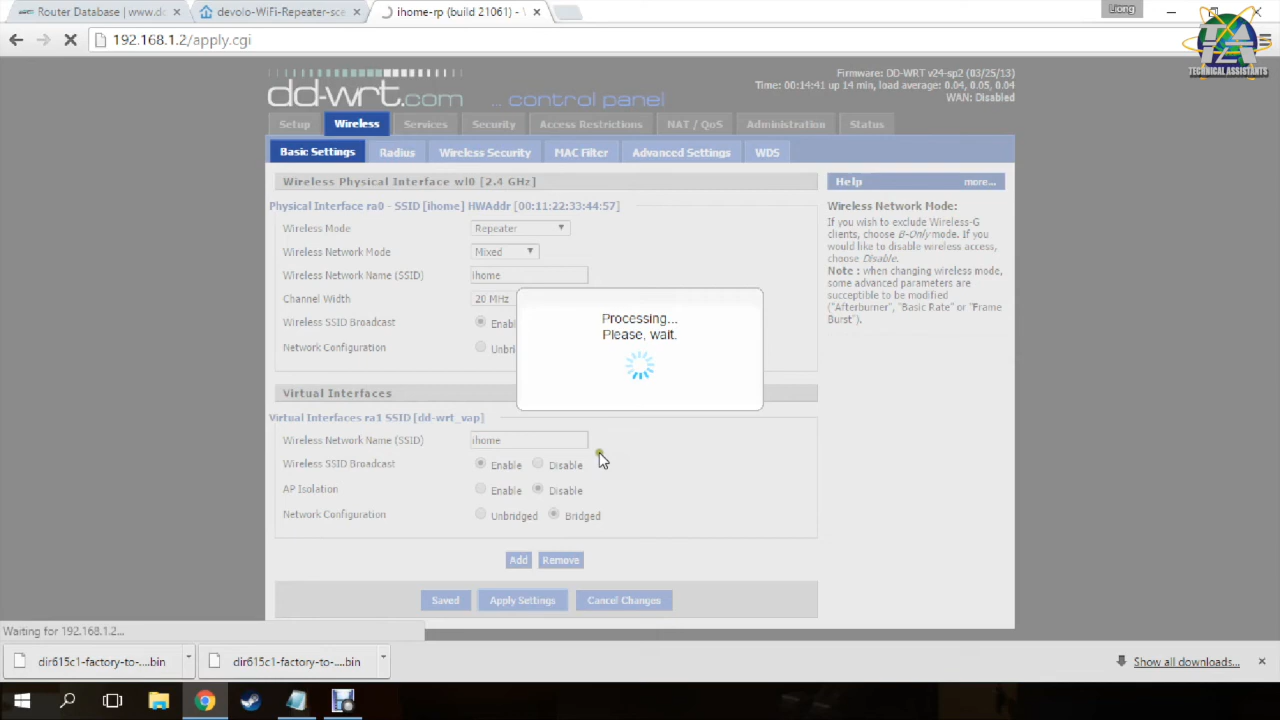 Router Database | www.dd
devolo-WiFi-Repeater-sce
ihome-rp (build 21061) -
Liong
192.168.1.2/apply.cgi
TECHNICAL ASSISTANTS
dd-wrt.com ... control panel
Firmware: DD-WRT v24-sp2 (03/25/13)
Time: 00:14:41 up 14 min, load average: 0.04, 0.05, 0.04
WAN: Disabled
Setup Wireless Services Security Access Restrictions NAT / QoS Administration Status
Basic Settings Radius Wireless Security MAC Filter Advanced Settings WDS
Wireless Physical Interface wl0 [2.4 GHz]
Physical Interface ra0 - SSID [ihome] HWAddr [00:11:22:33:44:57]
Wireless Mode Repeater
Wireless Network Mode Mixed
Wireless Network Name (SSID) ihome
Channel Width 20 MHz
Wireless SSID Broadcast Enabl
Network Configuration Unbri
Processing...
Please, wait.
Virtual Interfaces
Virtual Interfaces ra1 SSID [dd-wrt_vap]
Wireless Network Name (SSID) ihome
Wireless SSID Broadcast Enable Disable
AP Isolation Enable Disable
Network Configuration Unbridged Bridged
Add Remove
Saved Apply Settings Cancel Changes
Help more...
Wireless Network Mode:
If you wish to exclude Wireless-G
clients, choose B-Only mode. If you
would like to disable wireless access,
choose Disable.
Note : when changing wireless mode,
some advanced parameters are
susceptible to be modified
("Afterburner", "Basic Rate" or "Frame
Burst").
Waiting for 192.168.1.2...
dir615c1-factory-to-....bin
dir615c1-factory-to-....bin
Show all downloads...